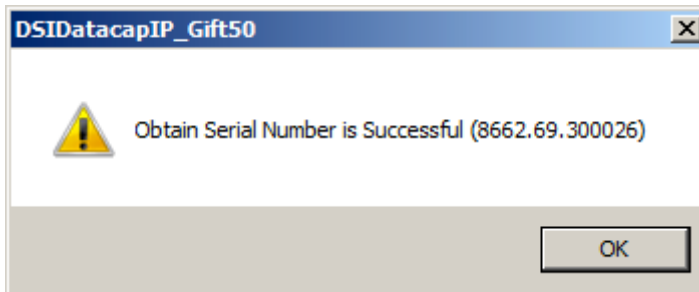 DSIDatacapIP_Gift50
Obtain Serial Number is Successful (8662.69.300026)
OK